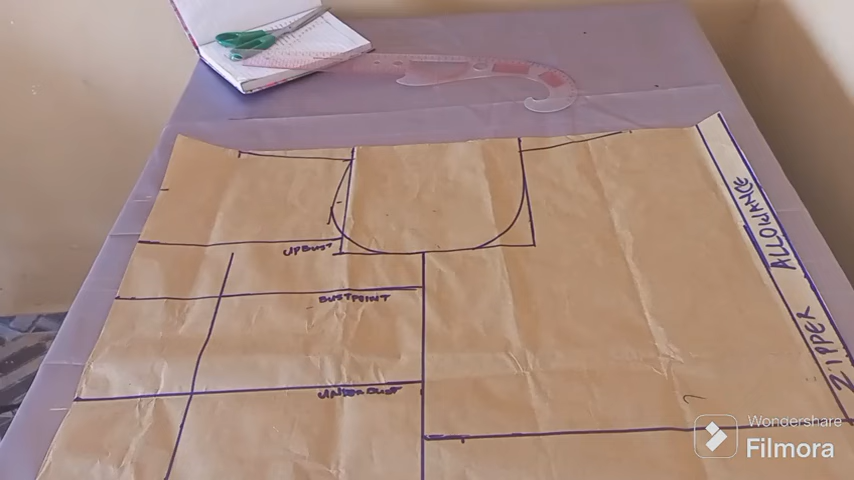 UPBUST
BUSTPOINT
UNDERBUST
ZIPPER ALLOWANCE
Wondershare
Filmora